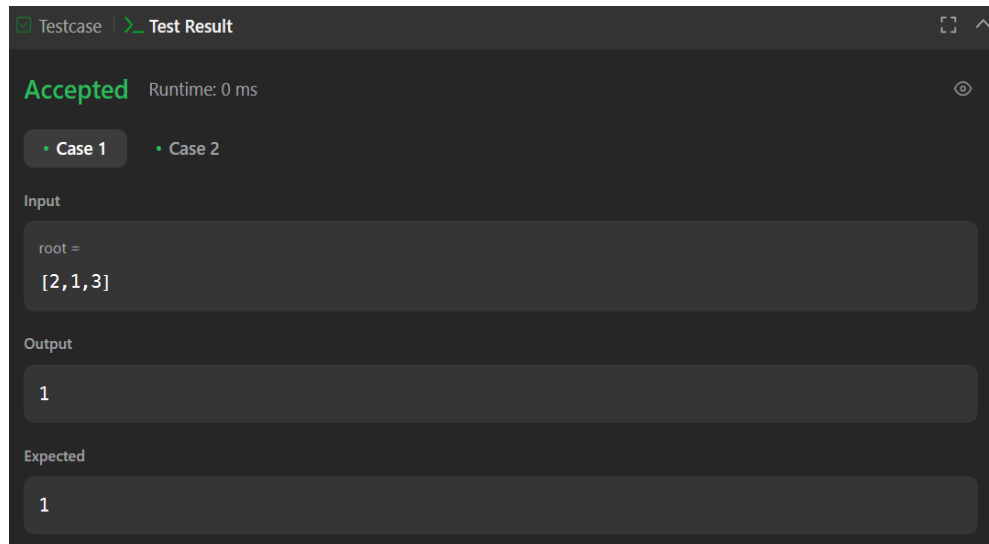 Testcase | >_ Test Result
Accepted Runtime: 0 ms
• Case 1 • Case 2
Input
root =
[2,1,3]
Output
1
Expected
1